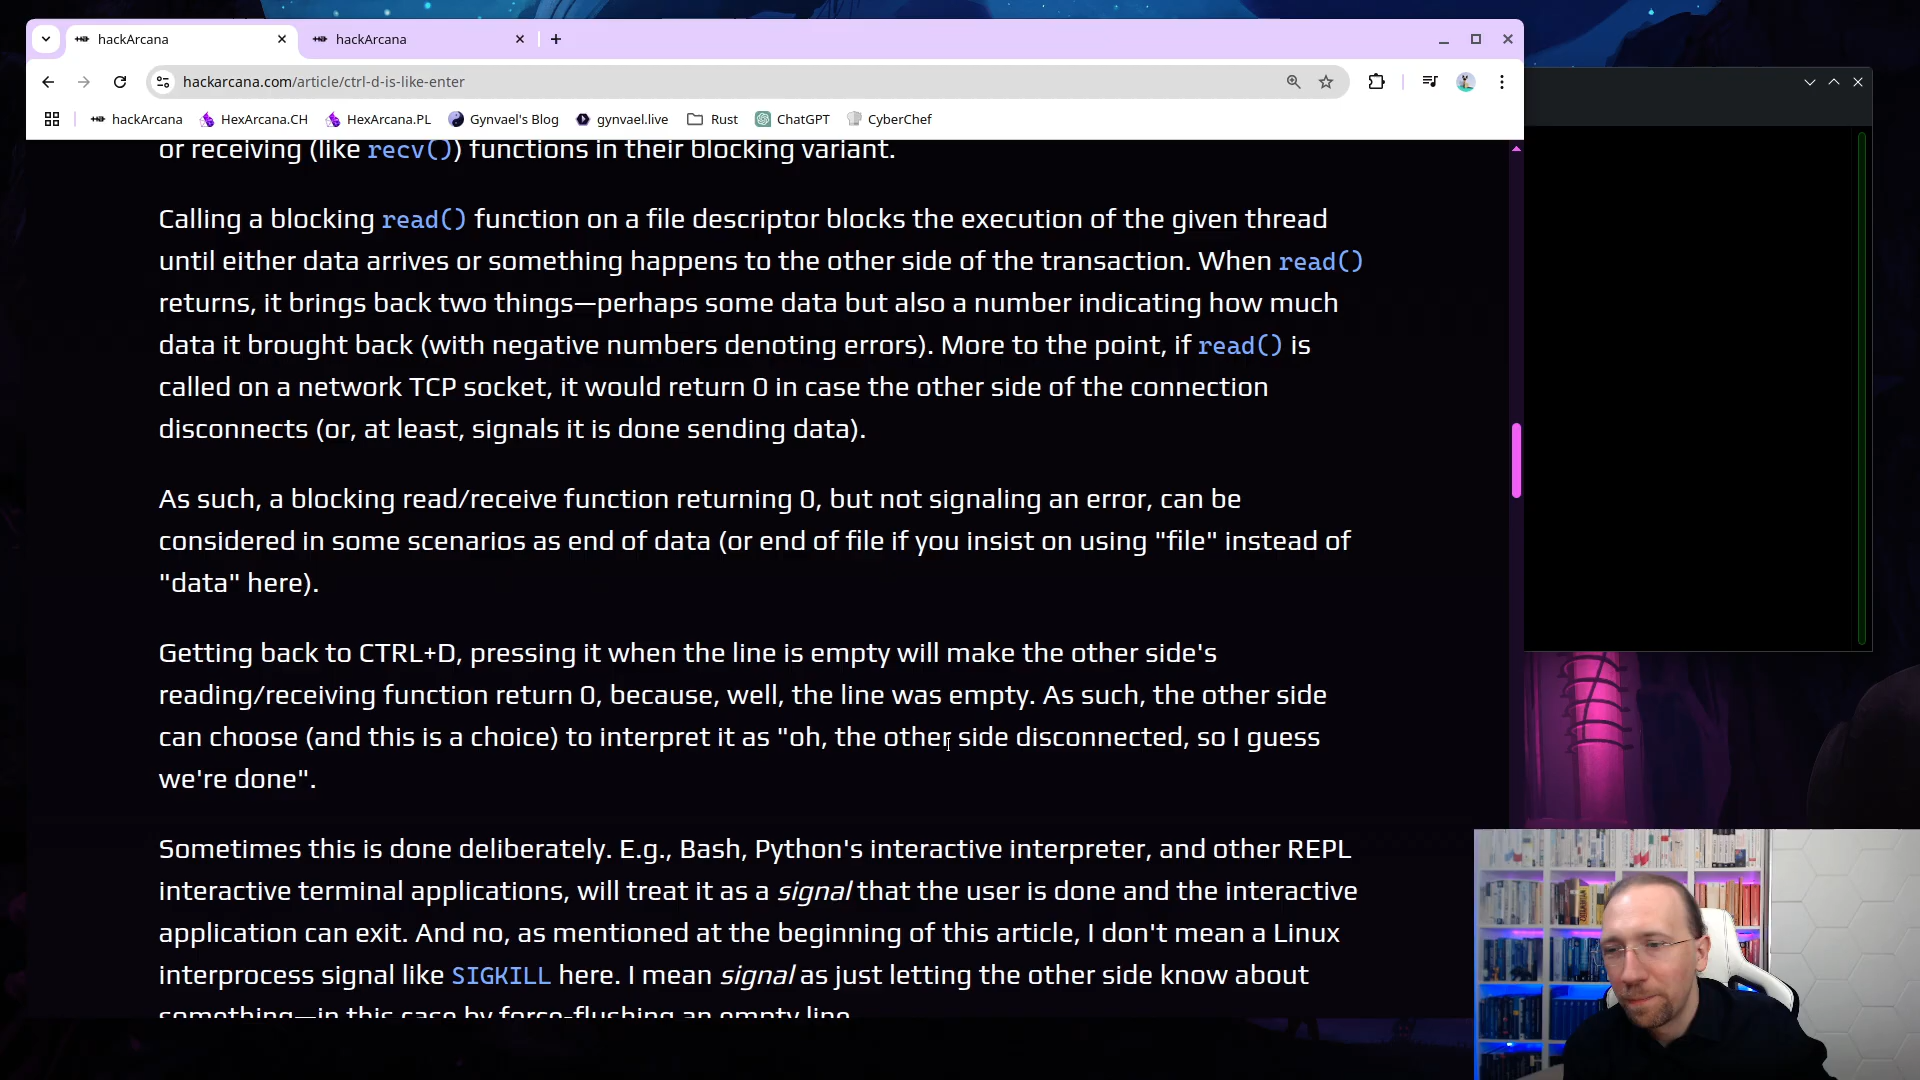 hackArcana
hackArcana
hackarcana.com/article/ctrl-d-is-like-enter
hackArcana HexArcana.CH HexArcana.PL Gynvael's Blog gynvael.live Rust ChatGPT CyberChef
or receiving (like recv()) functions in their blocking variant.
Calling a blocking read() function on a file descriptor blocks the execution of the given thread
until either data arrives or something happens to the other side of the transaction. When read()
returns, it brings back two things—perhaps some data but also a number indicating how much
data it brought back (with negative numbers denoting errors). More to the point, if read() is
called on a network TCP socket, it would return 0 in case the other side of the connection
disconnects (or, at least, signals it is done sending data).
As such, a blocking read/receive function returning 0, but not signaling an error, can be
considered in some scenarios as end of data (or end of file if you insist on using "file" instead of
"data" here).
Getting back to CTRL+D, pressing it when the line is empty will make the other side's
reading/receiving function return 0, because, well, the line was empty. As such, the other side
can choose (and this is a choice) to interpret it as "oh, the other side disconnected, so I guess
we're done".
Sometimes this is done deliberately. E.g., Bash, Python's interactive interpreter, and other REPL
interactive terminal applications, will treat it as a signal that the user is done and the interactive
application can exit. And no, as mentioned at the beginning of this article, I don't mean a Linux
interprocess signal like SIGKILL here. I mean signal as just letting the other side know about
something—in this case by force-flushing an empty line